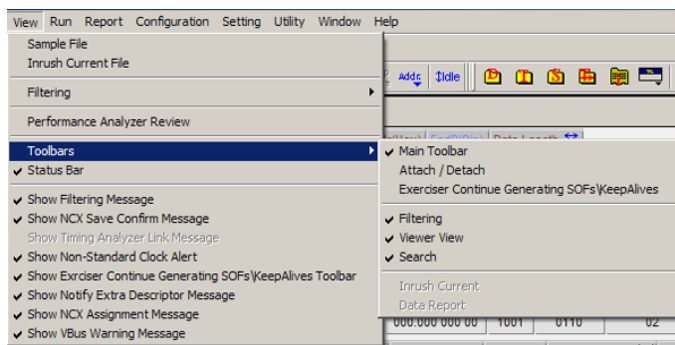 View Run Report Configuration Setting Utility Window Help
Sample File
Inrush Current File
Filtering
Performance Analyzer Review
Toolbars
Status Bar
Show Filtering Message
Show NCX Save Confirm Message
Show Timing Analyzer Link Message
Show Non-Standard Clock Alert
Show Exrciser Continue Generating SOFs\KeepAlives Toolbar
Show Notify Extra Descriptor Message
Show NCX Assignment Message
Show VBus Warning Message
Addr Idle
Main Toolbar
Attach / Detach
Exerciser Continue Generating SOFs\KeepAlives
Filtering
Viewer View
Search
Inrush Current
Data Report
000.000 000 00 1001 0110 02